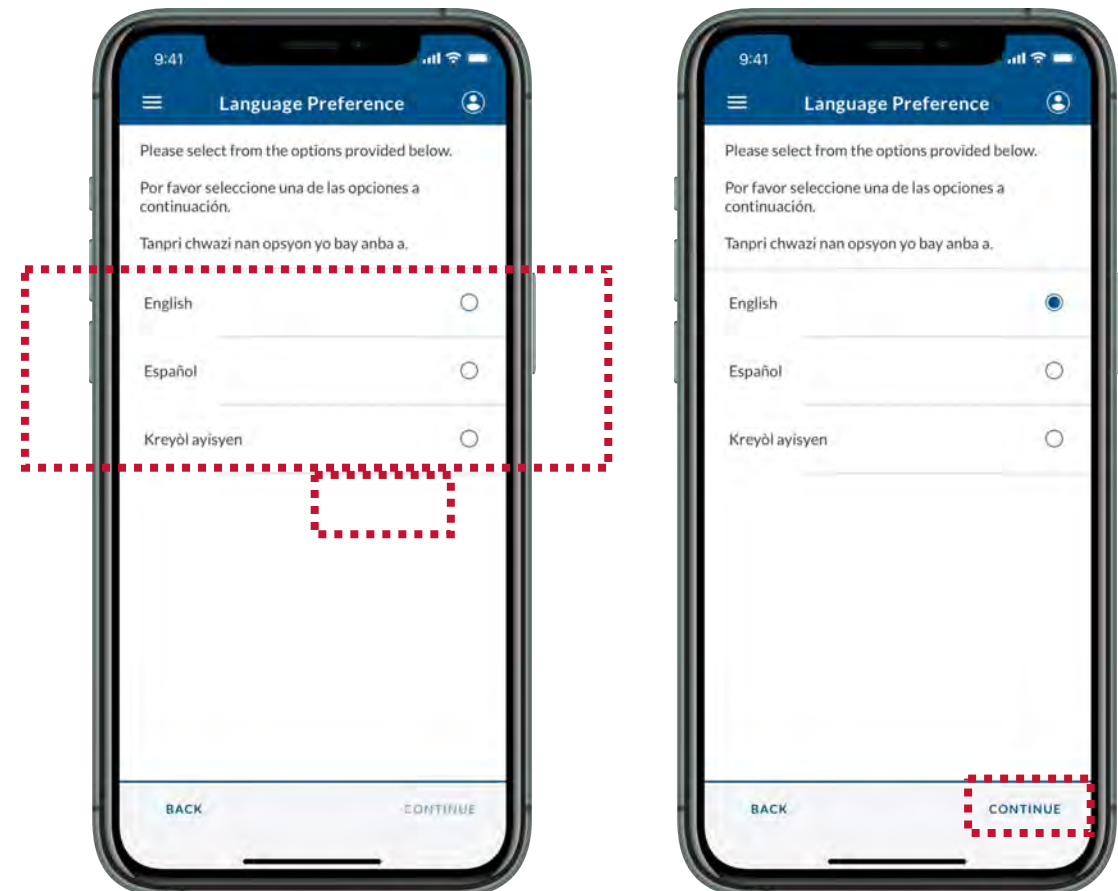 9:41
Language Preference
Please select from the options provided below.
Por favor seleccione una de las opciones a
continuación.
Tanpri chwazi nan opsyon yo bay anba a.
English
Español
Kreyòl ayisyen
BACK CONTINUE
9:41
Language Preference
Please select from the options provided below.
Por favor seleccione una de las opciones a
continuación.
Tanpri chwazi nan opsyon yo bay anba a.
English
Español
Kreyòl ayisyen
BACK CONTINUE